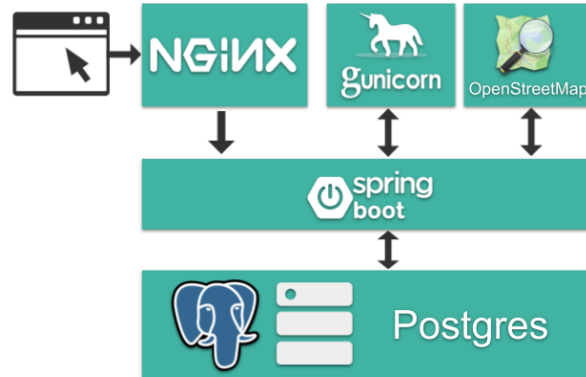 NGiNX
gunicorn
OpenStreetMap
spring
boot
Postgres